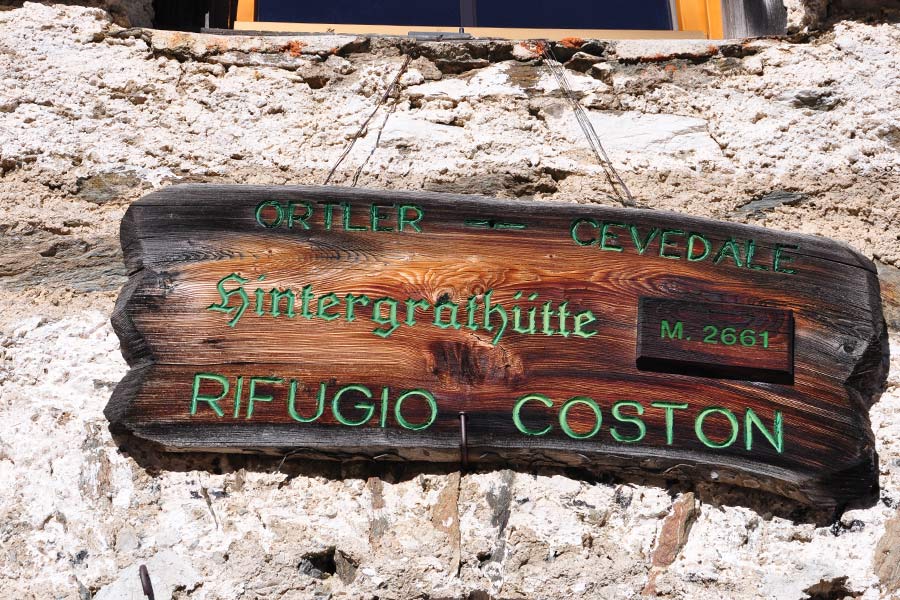 ORTLER - CEVEDALE
Hintergrathütte
M. 2661
RIFUGIO COSTON